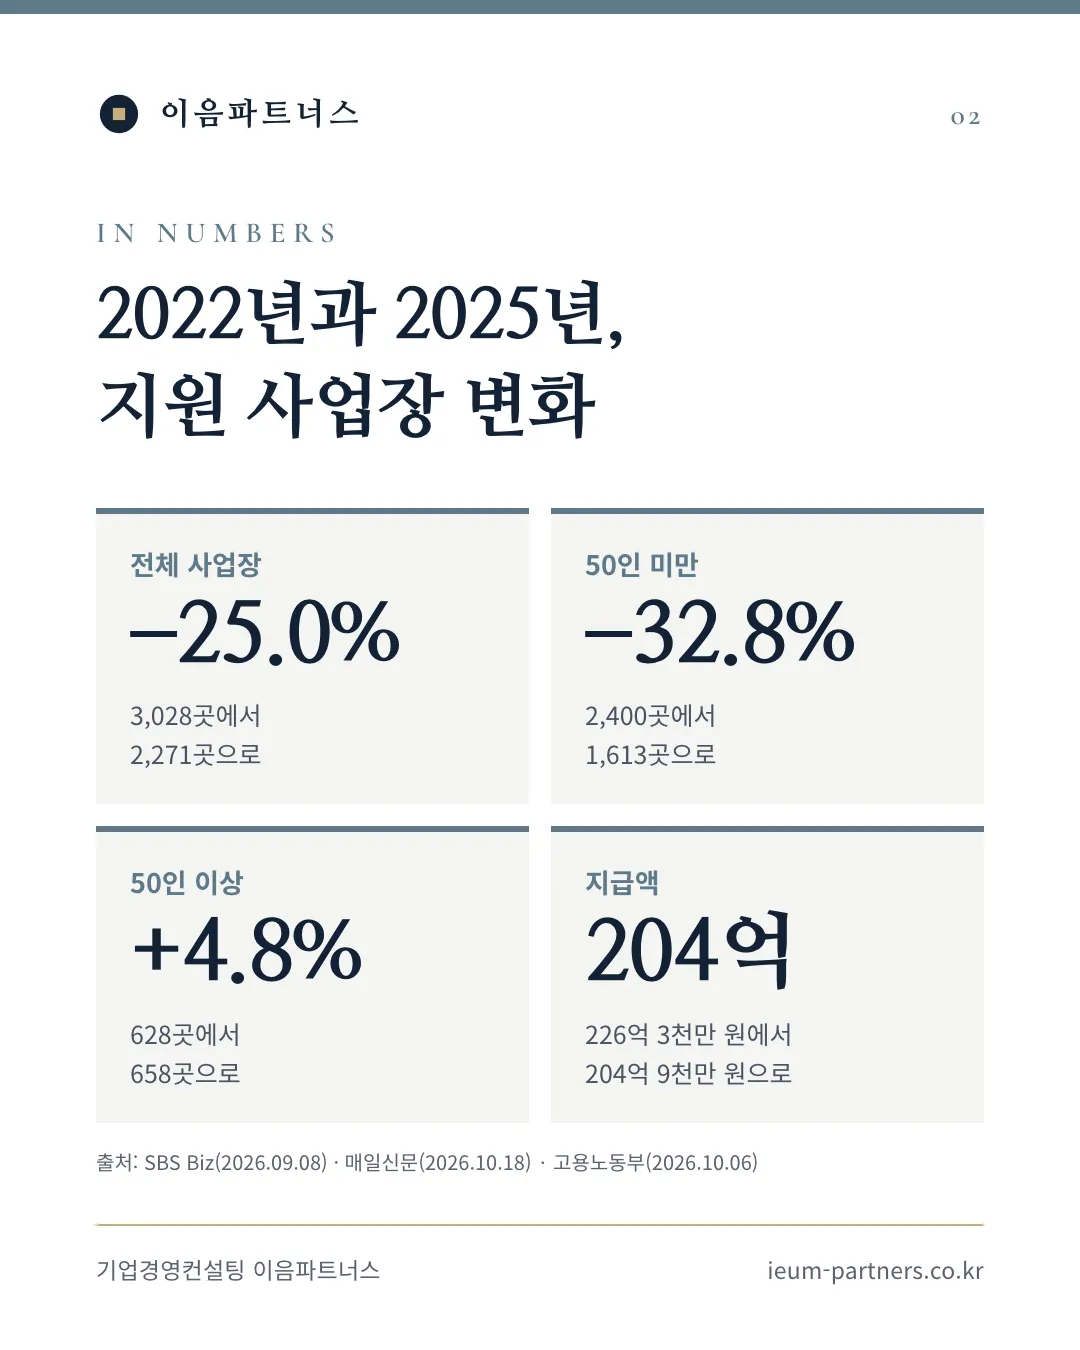 이음파트너스
02
IN NUMBERS
2022년과 2025년,
지원 사업장 변화
전체 사업장
–25.0%
3,028곳에서
2,271곳으로
50인 미만
–32.8%
2,400곳에서
1,613곳으로
50인 이상
+4.8%
628곳에서
658곳으로
지급액
204억
226억 3천만 원에서
204억 9천만 원으로
출처: SBS Biz(2026.09.08) · 매일신문(2026.10.18) · 고용노동부(2026.10.06)
기업경영컨설팅 이음파트너스
ieum-partners.co.kr